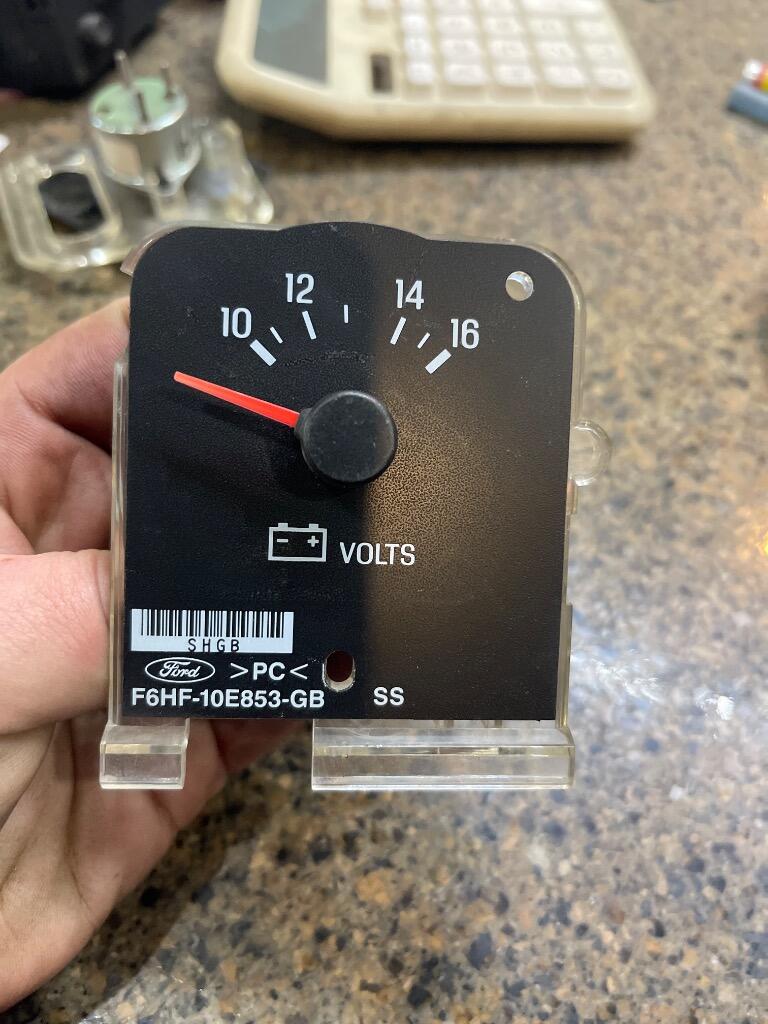 10 12 14 16
- + VOLTS
SHGB
Ford >PC<
F6HF-10E853-GB SS